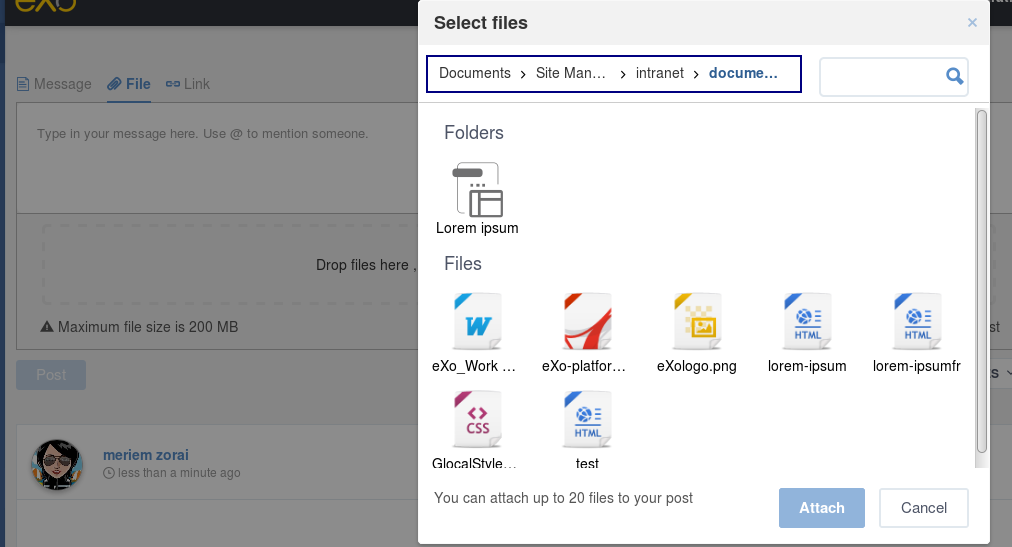 eXo
Select files
×
Documents > Site Man... > intranet > docume...
Message File Link
Type in your message here. Use @ to mention someone.
Folders
Lorem ipsum
Files
Drop files here ,
Maximum file size is 200 MB
st
eXo_Work ... eXo-platfor... eXologo.png lorem-ipsum lorem-ipsumfr
W HTML HTML
Post
s
CSS HTML
GlocalStyle... test
meriem zorai
less than a minute ago
You can attach up to 20 files to your post
Attach Cancel